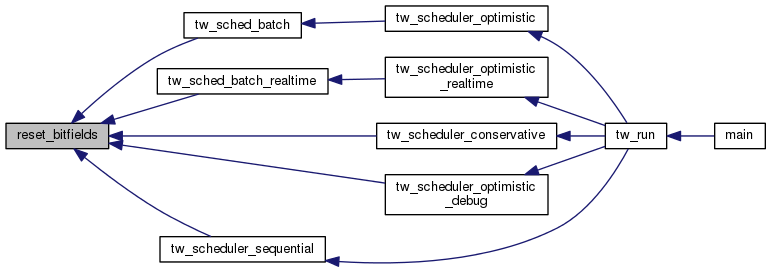 tw_sched_batch
tw_scheduler_optimistic
tw_sched_batch_realtime
tw_scheduler_optimistic
_realtime
reset_bitfields
tw_scheduler_conservative
tw_run
main
tw_scheduler_optimistic
_debug
tw_scheduler_sequential